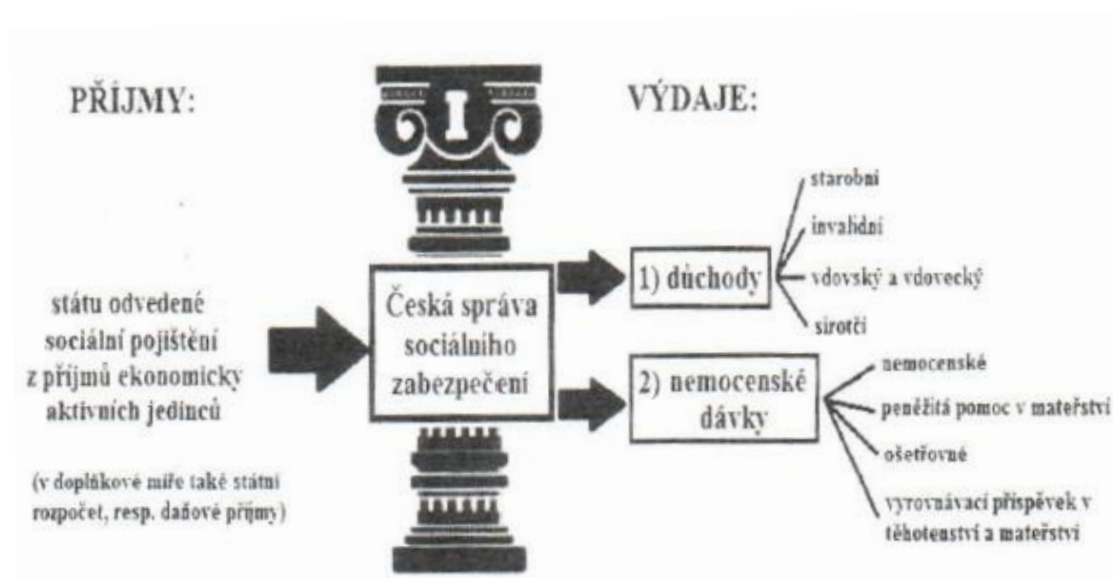 PŘÍJMY:
I
VÝDAJE:
státu odvedené
sociální pojištění
z příjmů ekonomicky
aktivních jedinců
(v doplňkové míře také státní
rozpočet, resp. daňové příjmy)
Česká správa
sociálního
zabezpečení
1) důchody
starobní
invalidní
vdovský a vdovecký
sirotčí
2) nemocenské
dávky
nemocenské
peněžitá pomoc v mateřství
ošetřovné
vyrovnávací příspěvek v
těhotenství a mateřství